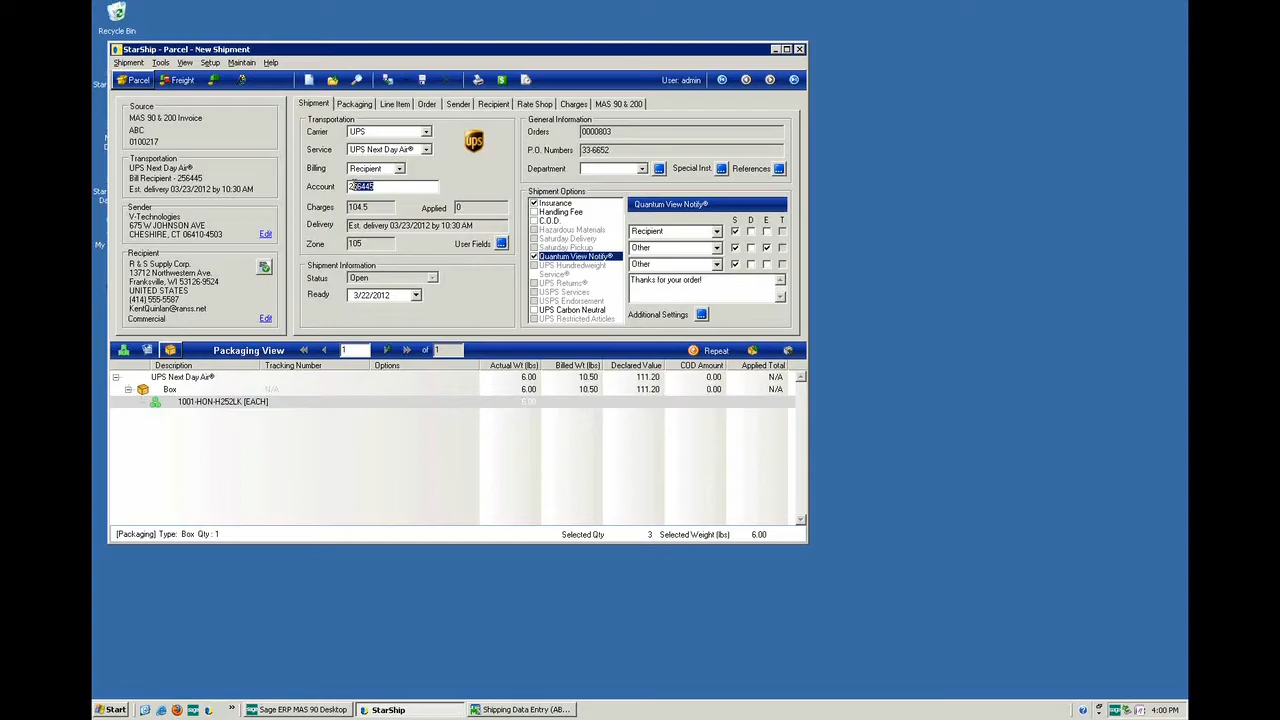 Recycle Bin
StarShip - Parcel - New Shipment
Shipment Tools View Setup Maintain Help
Parcel Freight User: admin
Star
Source
MAS 90 & 200 Invoice
ABC
0100217
Transportation
UPS Next Day Air®
Bill Recipient - 256445
Est. delivery 03/23/2012 by 10:30 AM
Sender
V-Technologies
675 W JOHNSON AVE
CHESHIRE, CT 06410-4503
Edit
Recipient
R & S Supply Corp.
13712 Northwestern Ave.
Franksville, WI 53126-9524
UNITED STATES
(414) 555-5587
KentQuinlan@ranss.net
Commercial
Edit
Shipment Packaging Line Item Order Sender Recipient Rate Shop Charges MAS 90 & 200
Transportation
Carrier UPS
Service UPS Next Day Air®
Billing Recipient
Account 256445
Charges 104.5 Applied 0
Delivery Est. delivery 03/23/2012 by 10:30 AM
Zone 105 User Fields
Shipment Information
Status Open
Ready 3/22/2012
ups
General Information
Orders 0000803
P.O. Numbers 33-6652
Department Special Inst. References
Shipment Options
Insurance
Handling Fee
C.O.D.
Hazardous Materials
Saturday Delivery
Saturday Pickup
Quantum View Notify®
UPS Hundredweight
Service®
UPS Returns®
USPS Services
USPS Endorsement
UPS Carbon Neutral
UPS Restricted Articles
Quantum View Notify®
S D E T
Recipient
Other
Other
Thanks for your order!
Additional Settings
Packaging View 1 of 1 Repeat
Description Tracking Number Options Actual Wt (lbs) Billed Wt (lbs) Declared Value COD Amount Applied Total
UPS Next Day Air® 6.00 10.50 111.20 0.00 N/A
Box N/A 6.00 10.50 111.20 0.00 N/A
1001-HON-H252LK [EACH] 6.00
[Packaging] Type: Box Qty : 1 Selected Qty 3 Selected Weight (lbs) 6.00
Start sage Sage ERP MAS 90 Desktop StarShip Shipping Data Entry (AB... sage 4:00 PM